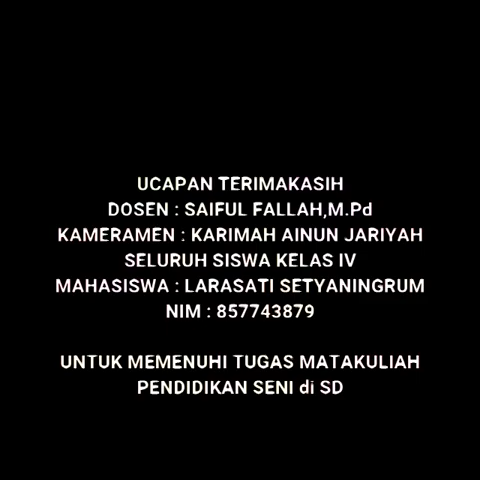 UCAPAN TERIMAKASIH
DOSEN : SAIFUL FALLAH,M.Pd
KAMERAMEN : KARIMAH AINUN JARIYAH
SELURUH SISWA KELAS IV
MAHASISWA : LARASATI SETYANINGRUM
NIM : 857743879
UNTUK MEMENUHI TUGAS MATAKULIAH
PENDIDIKAN SENI di SD